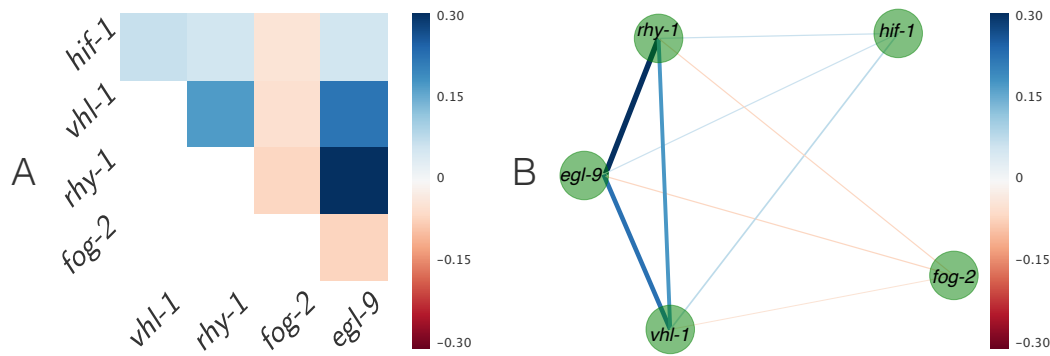 A
hif-1
vhl-1
rhy-1
fog-2
vhl-1
rhy-1
fog-2
egl-9
0.30
0.15
0
−0.15
−0.30
B
rhy-1
hif-1
egl-9
fog-2
vhl-1
0.30
0.15
0
−0.15
−0.30